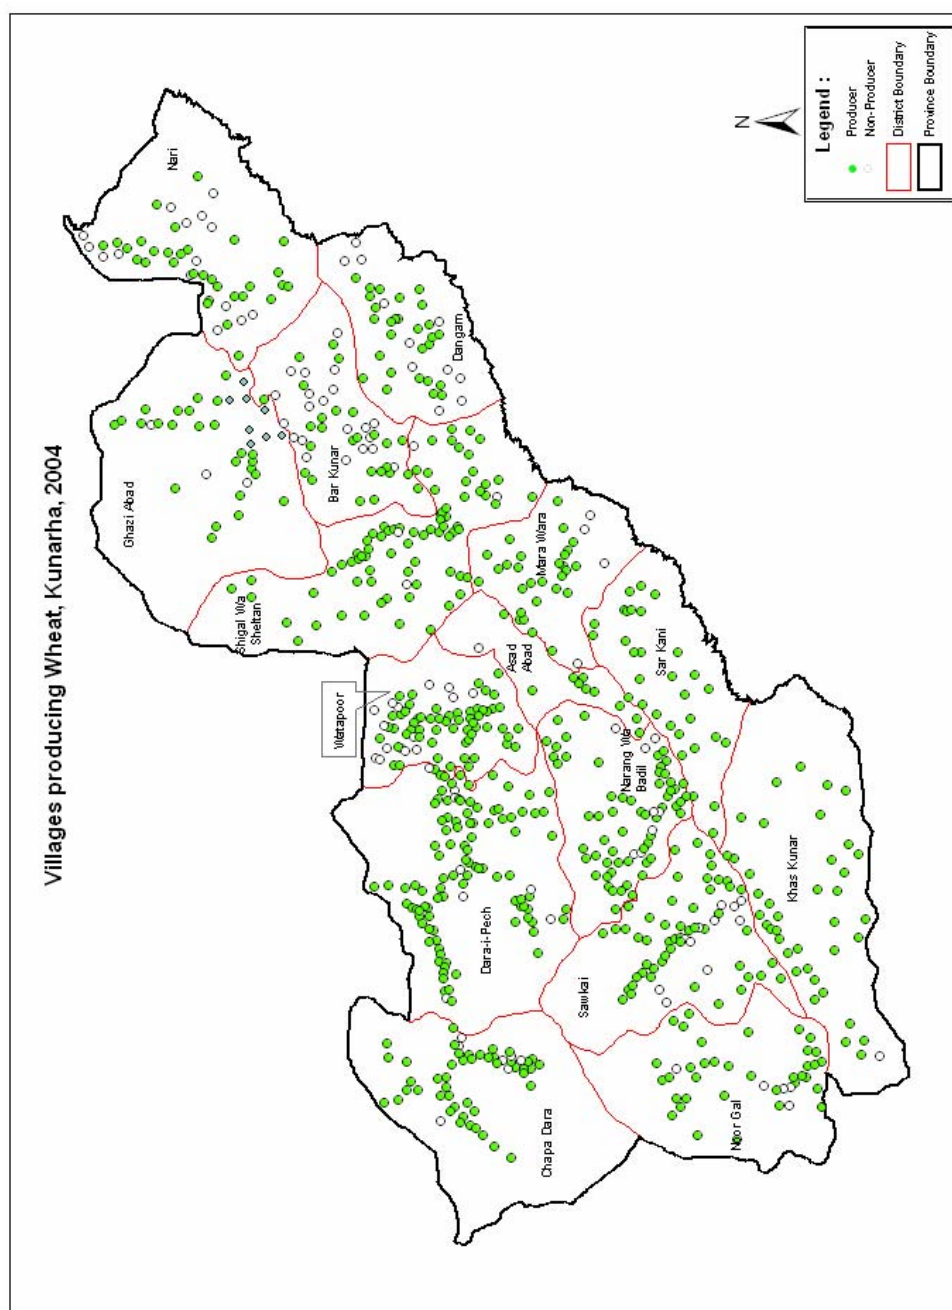 Villages producing Wheat, Kunarha, 2004
Nari
Ghazi Abad
Bar Kunar
Dangam
Shigal Wa
Sheltan
Watapoor
Asad
Abad
Mara Wara
Sar Kani
Narang Wa
Badil
Dara-i-Pech
Sawkai
Khas Kunar
Chapa Dara
Noor Gal
N
Legend :
Producer
Non-Producer
District Boundary
Province Boundary